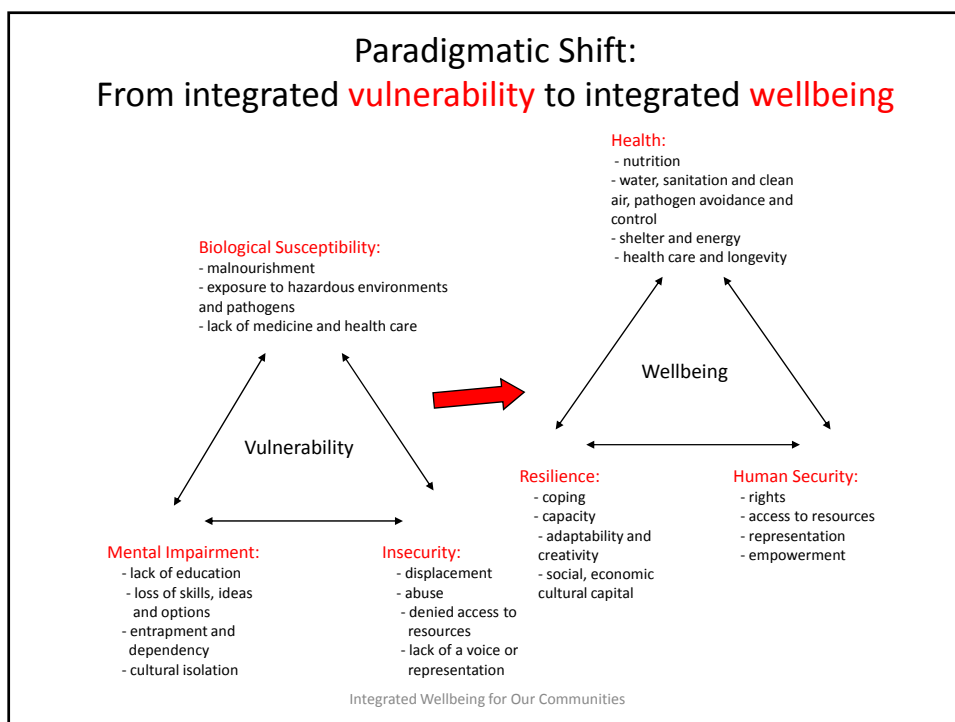 Paradigmatic Shift:
From integrated vulnerability to integrated wellbeing
Health:
- nutrition
- water, sanitation and clean
air, pathogen avoidance and
control
- shelter and energy
- health care and longevity
Biological Susceptibility:
- malnourishment
- exposure to hazardous environments
and pathogens
- lack of medicine and health care
Wellbeing
Vulnerability
Mental Impairment:
- lack of education
- loss of skills, ideas
and options
- entrapment and
dependency
- cultural isolation
Insecurity:
- displacement
- abuse
- denied access to
resources
- lack of a voice or
representation
Resilience:
- coping
- capacity
- adaptability and
creativity
- social, economic
cultural capital
Human Security:
- rights
- access to resources
- representation
- empowerment
Integrated Wellbeing for Our Communities